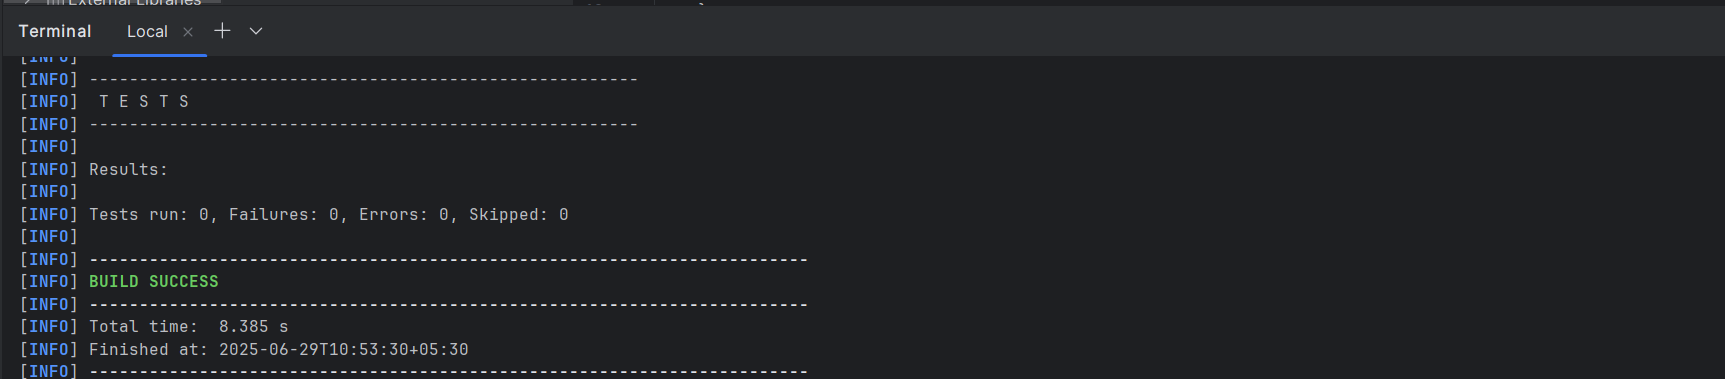 External Libraries
Terminal Local × + 
[INFO]
[INFO] -------------------------------------------------------
[INFO]  T E S T S
[INFO] -------------------------------------------------------
[INFO]
[INFO] Results:
[INFO]
[INFO] Tests run: 0, Failures: 0, Errors: 0, Skipped: 0
[INFO]
[INFO] ------------------------------------------------------------------------
[INFO] BUILD SUCCESS
[INFO] ------------------------------------------------------------------------
[INFO] Total time:  8.385 s
[INFO] Finished at: 2025-06-29T10:53:30+05:30
[INFO] ------------------------------------------------------------------------